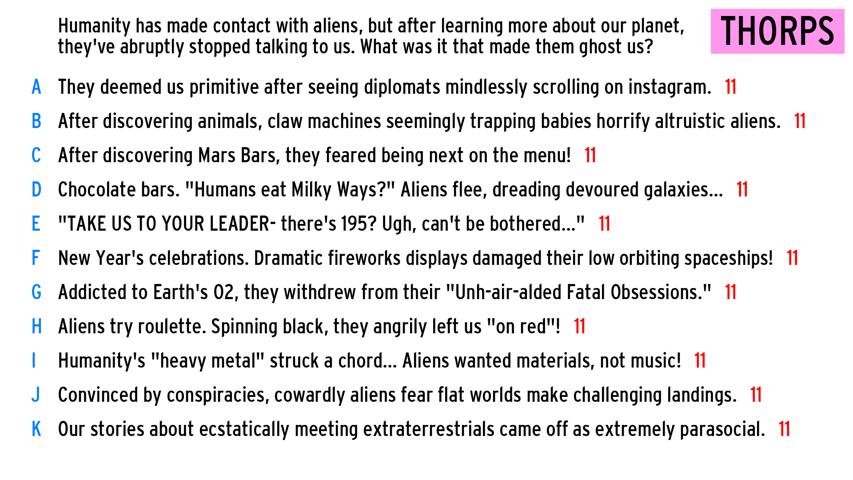 Humanity has made contact with aliens, but after learning more about our planet,
they've abruptly stopped talking to us. What was it that made them ghost us?
THORPS
A They deemed us primitive after seeing diplomats mindlessly scrolling on instagram. 11
B After discovering animals, claw machines seemingly trapping babies horrify altruistic aliens. 11
C After discovering Mars Bars, they feared being next on the menu! 11
D Chocolate bars. "Humans eat Milky Ways?" Aliens flee, dreading devoured galaxies... 11
E "TAKE US TO YOUR LEADER- there's 195? Ugh, can't be bothered..." 11
F New Year's celebrations. Dramatic fireworks displays damaged their low orbiting spaceships! 11
G Addicted to Earth's O2, they withdrew from their "Unh-air-alded Fatal Obsessions." 11
H Aliens try roulette. Spinning black, they angrily left us "on red"! 11
I Humanity's "heavy metal" struck a chord... Aliens wanted materials, not music! 11
J Convinced by conspiracies, cowardly aliens fear flat worlds make challenging landings. 11
K Our stories about ecstatically meeting extraterrestrials came off as extremely parasocial. 11